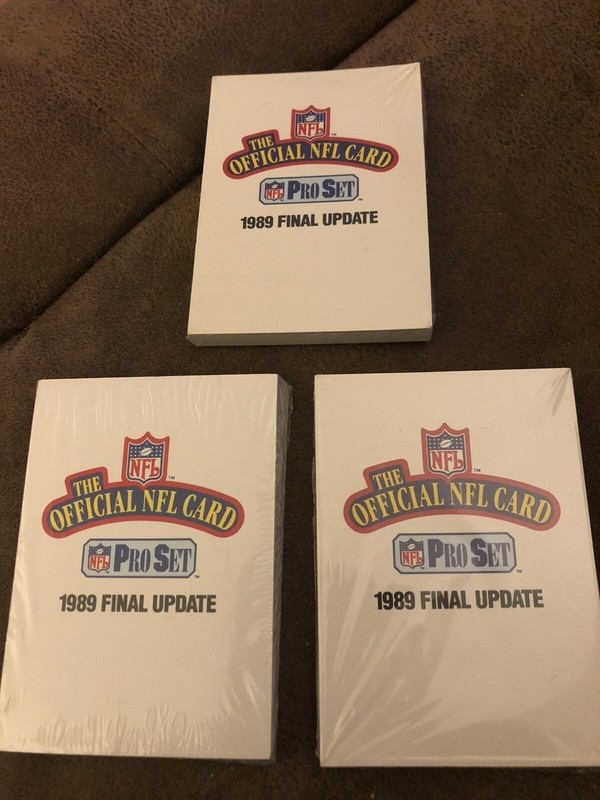 NFL
THE
OFFICIAL NFL CARD
NFL PRO SET
1989 FINAL UPDATE
NFL
THE
OFFICIAL NFL CARD
NFL PRO SET
1989 FINAL UPDATE
NFL
THE
OFFICIAL NFL CARD
NFL PRO SET
1989 FINAL UPDATE